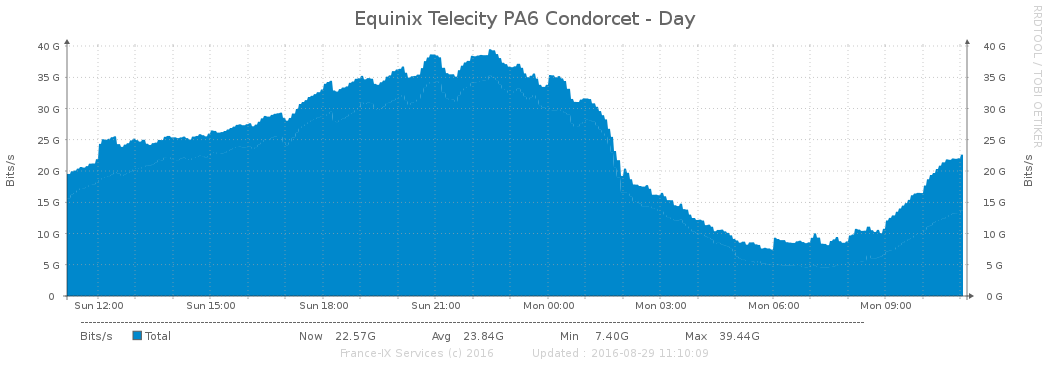 Equinix Telecity PA6 Condorcet - Day
RRDTOOL / TOBI OETIKER
Bits/s
40 G
35 G
30 G
25 G
20 G
15 G
10 G
5 G
0
40 G
35 G
30 G
25 G
20 G
15 G
10 G
5 G
0 G
Bits/s
Sun 12:00 Sun 15:00 Sun 18:00 Sun 21:00 Mon 00:00 Mon 03:00 Mon 06:00 Mon 09:00
Bits/s Total Now 22.57G Avg 23.84G Min 7.40G Max 39.44G
France-IX Services (c) 2016 Updated : 2016-08-29 11:10:09